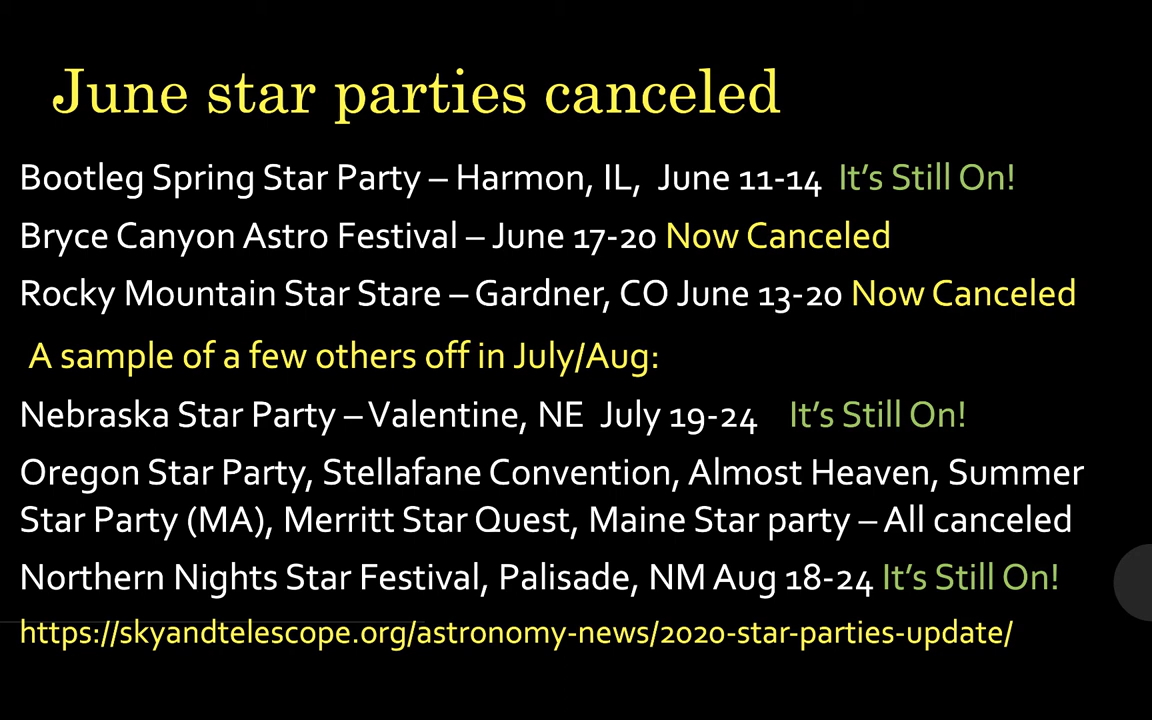 June star parties canceled
Bootleg Spring Star Party – Harmon, IL, June 11-14 It's Still On!
Bryce Canyon Astro Festival – June 17-20 Now Canceled
Rocky Mountain Star Stare – Gardner, CO June 13-20 Now Canceled
A sample of a few others off in July/Aug:
Nebraska Star Party – Valentine, NE July 19-24 It's Still On!
Oregon Star Party, Stellafane Convention, Almost Heaven, Summer
Star Party (MA), Merritt Star Quest, Maine Star party – All canceled
Northern Nights Star Festival, Palisade, NM Aug 18-24 It's Still On!
https://skyandtelescope.org/astronomy-news/2020-star-parties-update/